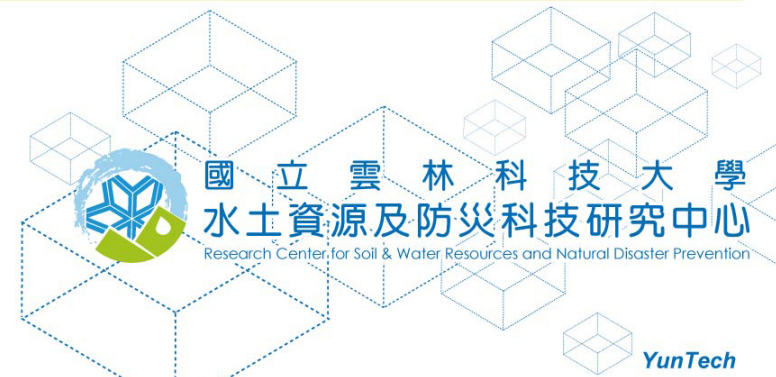 國立雲林科技大學
水土資源及防災科技研究中心
Research Center for Soil & Water Resources and Natural Disaster Prevention
YunTech